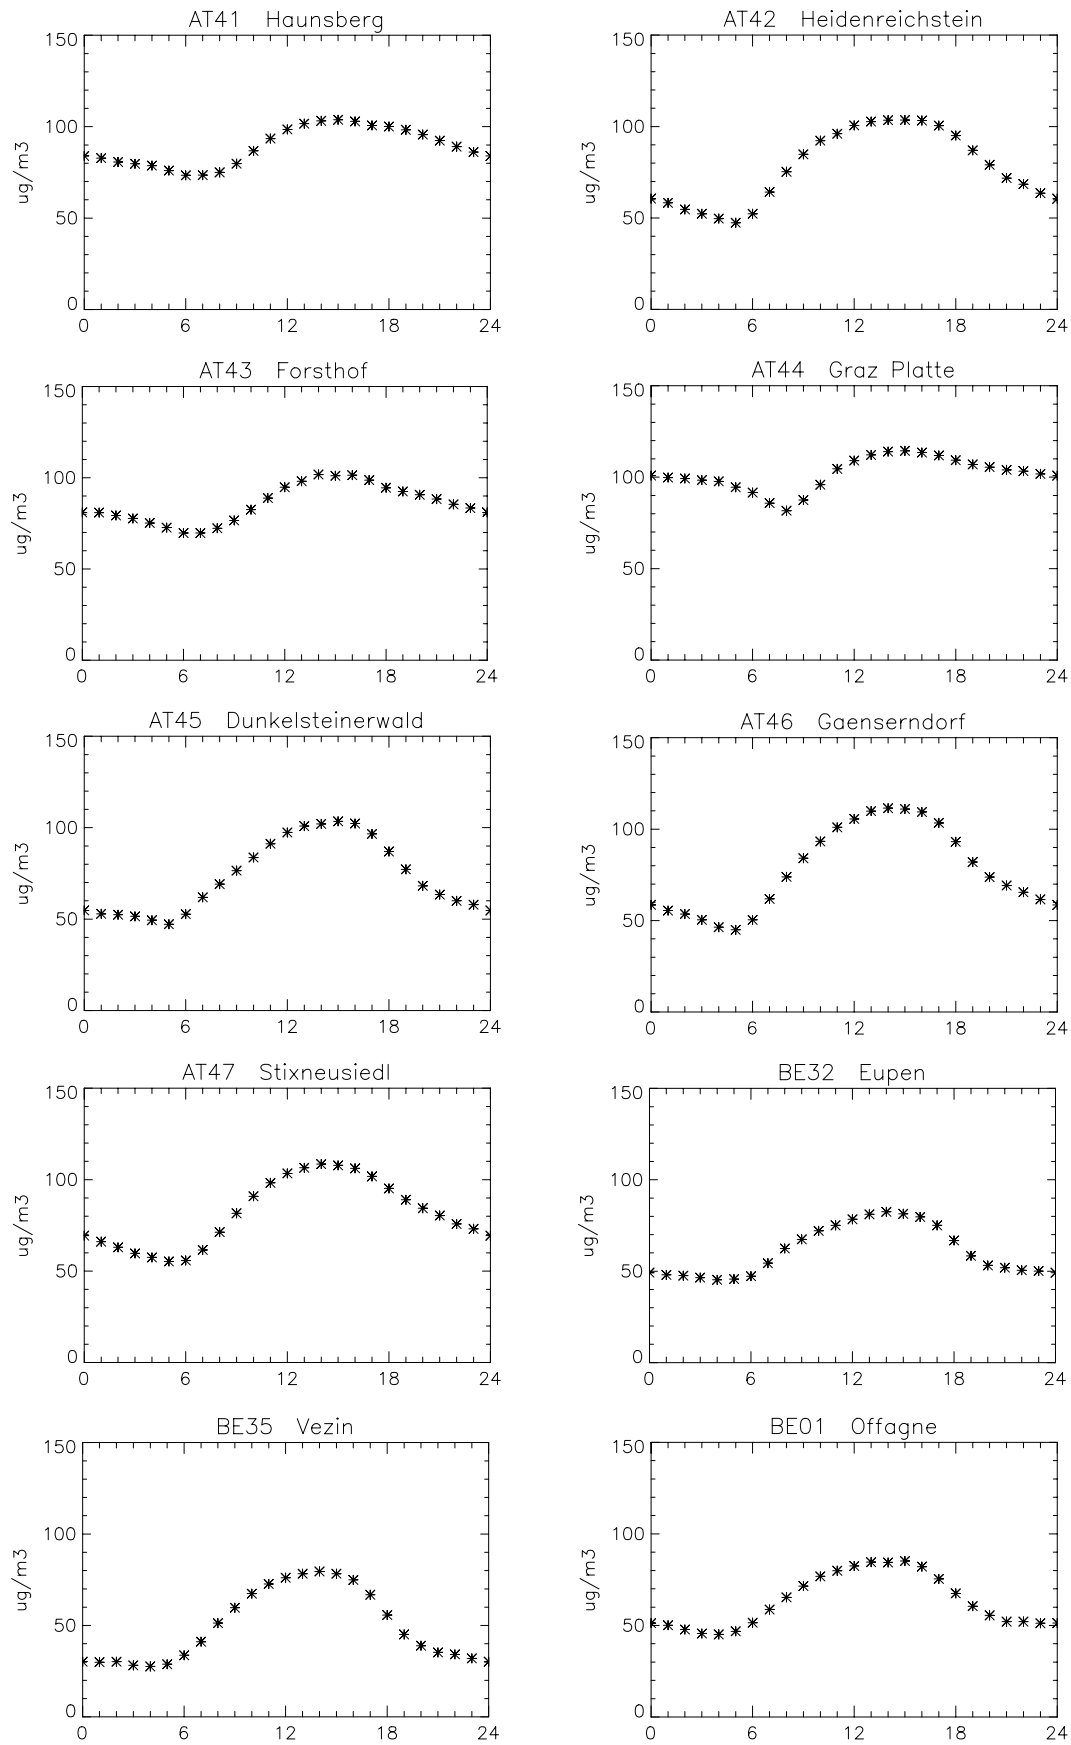 AT41 Haunsberg
150
100
50
0
ug/m3
0 6 12 18 24
AT42 Heidenreichstein
150
100
50
0
ug/m3
0 6 12 18 24
AT43 Forsthof
150
100
50
0
ug/m3
0 6 12 18 24
AT44 Graz Platte
150
100
50
0
ug/m3
0 6 12 18 24
AT45 Dunkelsteinerwald
150
100
50
0
ug/m3
0 6 12 18 24
AT46 Gaenserndorf
150
100
50
0
ug/m3
0 6 12 18 24
AT47 Stixneusiedl
150
100
50
0
ug/m3
0 6 12 18 24
BE32 Eupen
150
100
50
0
ug/m3
0 6 12 18 24
BE35 Vezin
150
100
50
0
ug/m3
0 6 12 18 24
BE01 Offagne
150
100
50
0
ug/m3
0 6 12 18 24